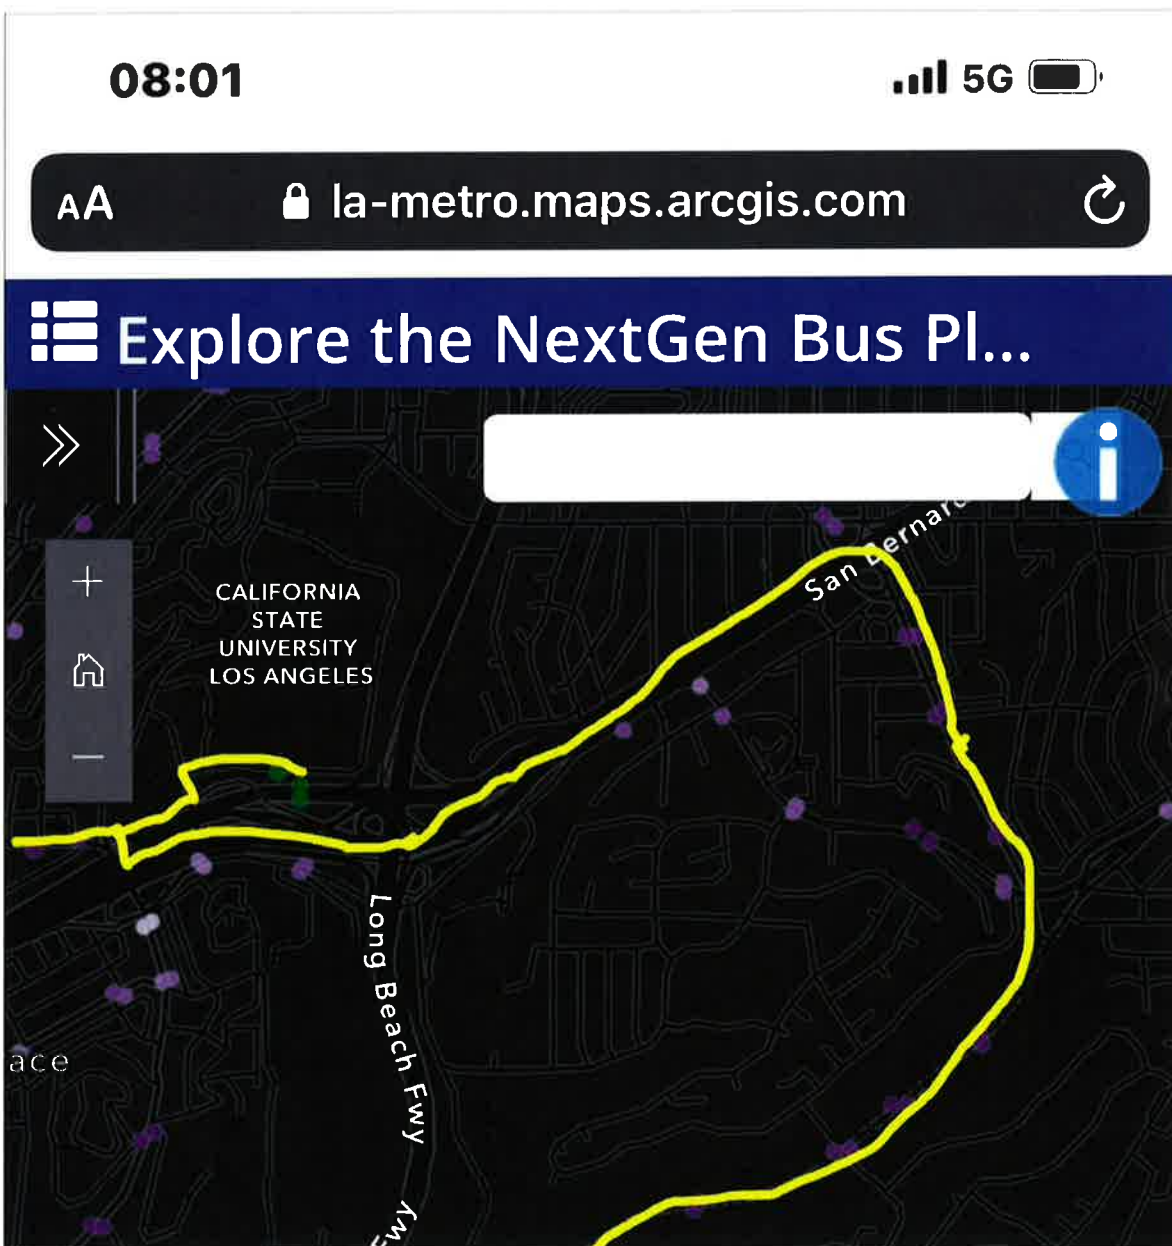 08:01
5G
AA
la-metro.maps.arcgis.com
Explore the NextGen Bus Pl...
San Bernard
CALIFORNIA
STATE
UNIVERSITY
LOS ANGELES
Long Beach Fwy
ace
Fwy